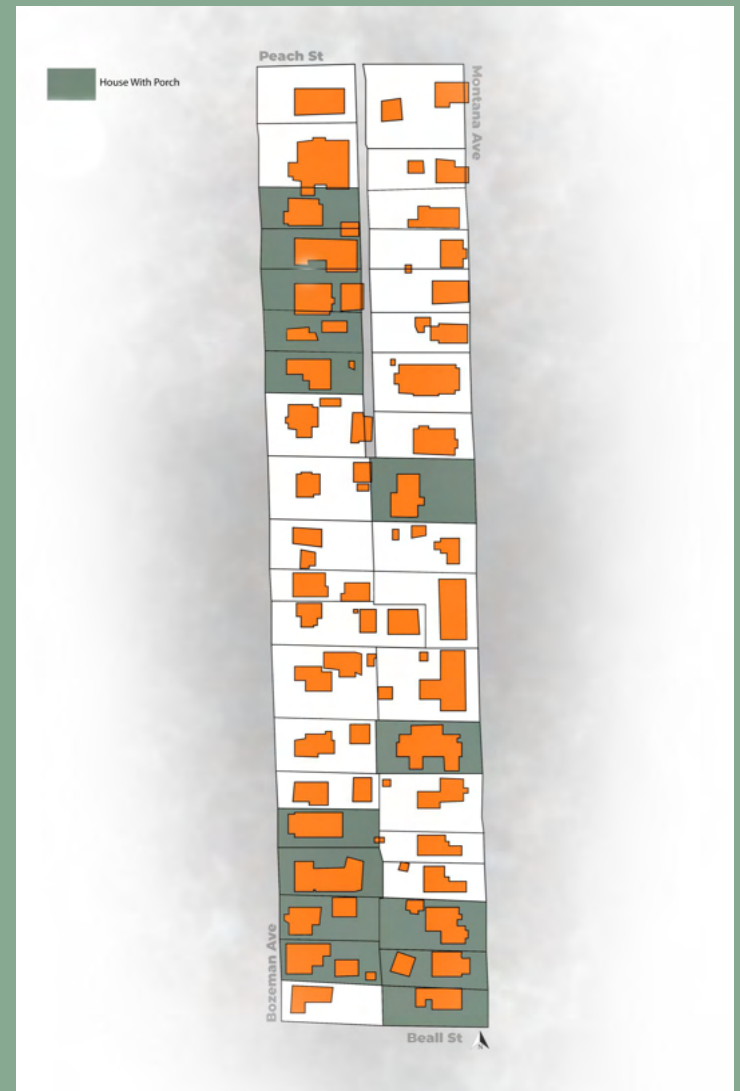 Peach St
House With Porch
Montana Ave
Bozeman Ave
Beall St
N